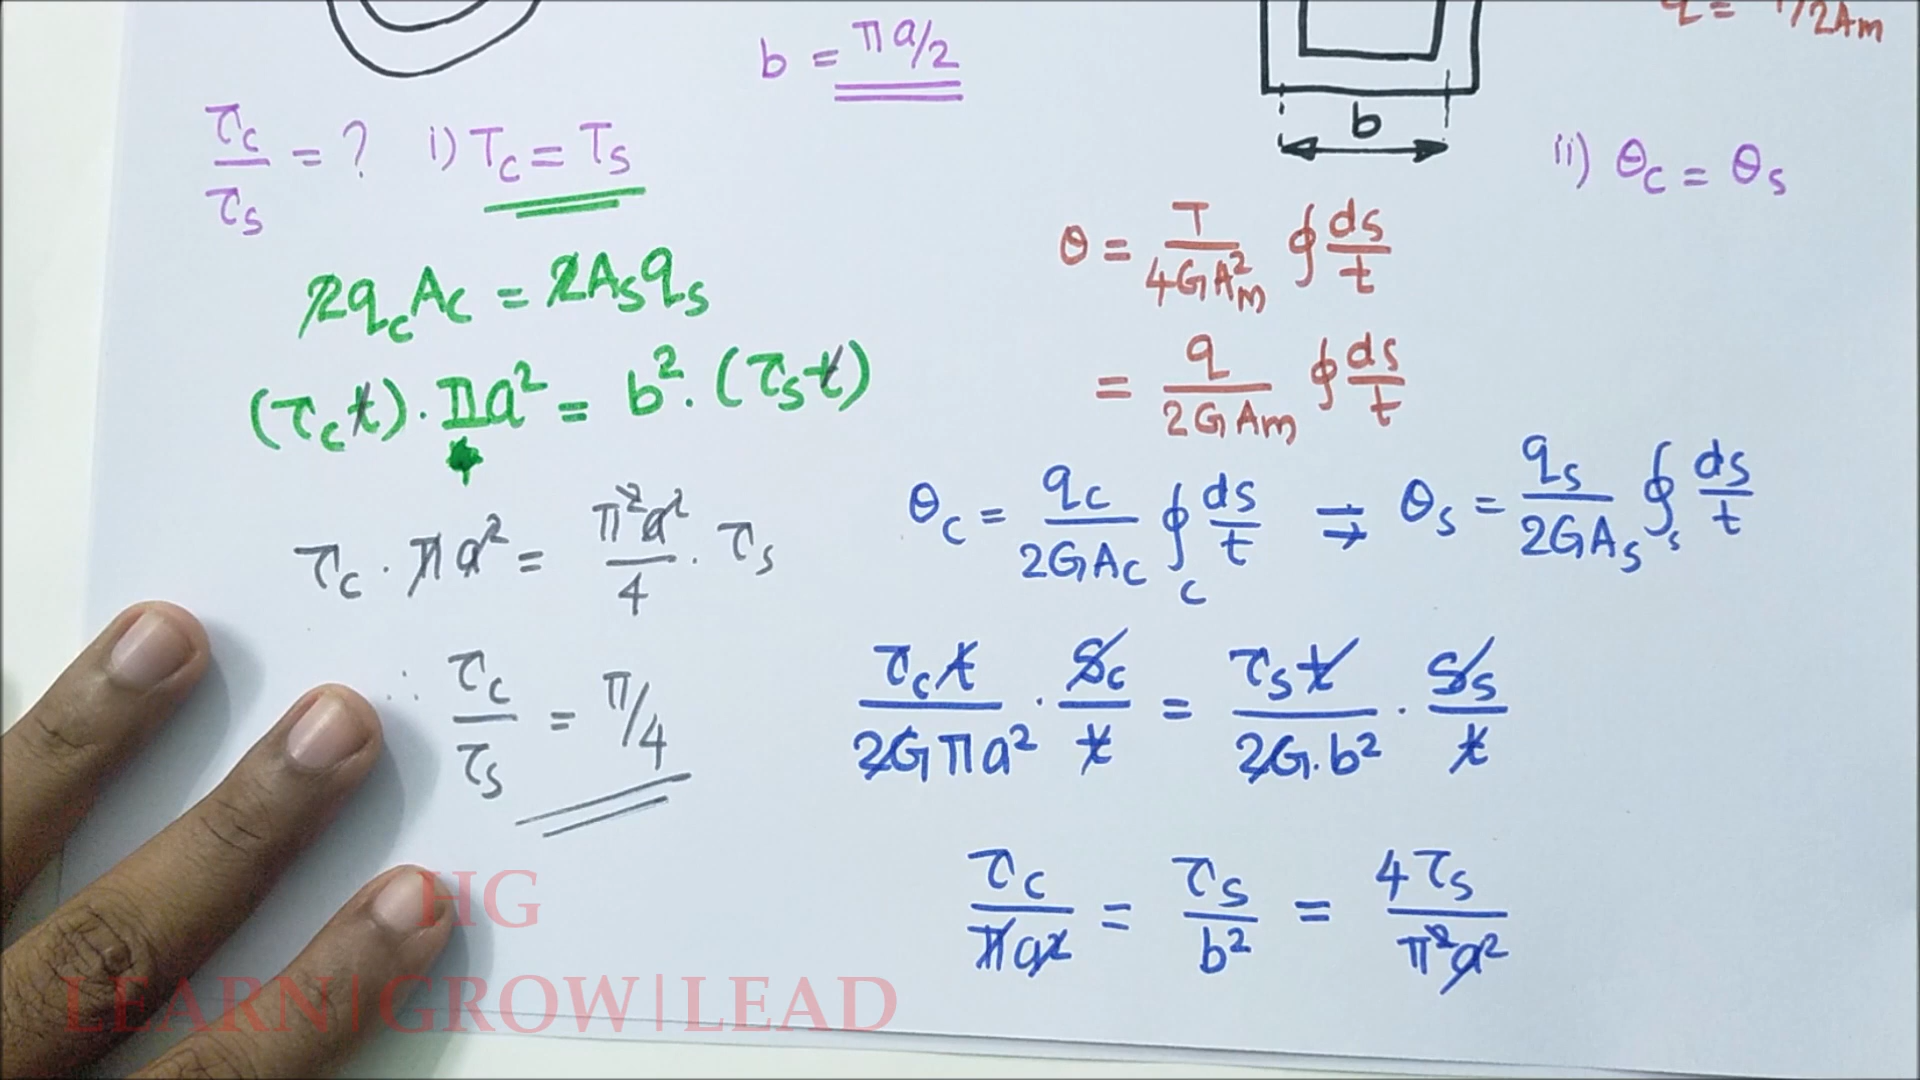 b = πa/2
q = T/2Am
b
τc/τs = ? i) Tc = Ts
ii) θc = θs
2qcAc = 2Asqs
(τct)·πa² = b²·(τst)
τc·πa² = π²a²/4·τs
∴ τc/τs = π/4
θ = T/4GAm² ∮ ds/t
= q/2GAm ∮ ds/t
θc = qc/2GAc ∮c ds/t ⇒ θs = qs/2GAs ∮s ds/t
τct/2Gπa² · Sc/t = τst/2G.b² · Ss/t
τc/πa² = τs/b² = 4τs/π²a²
HG
LEARN|GROW|LEAD